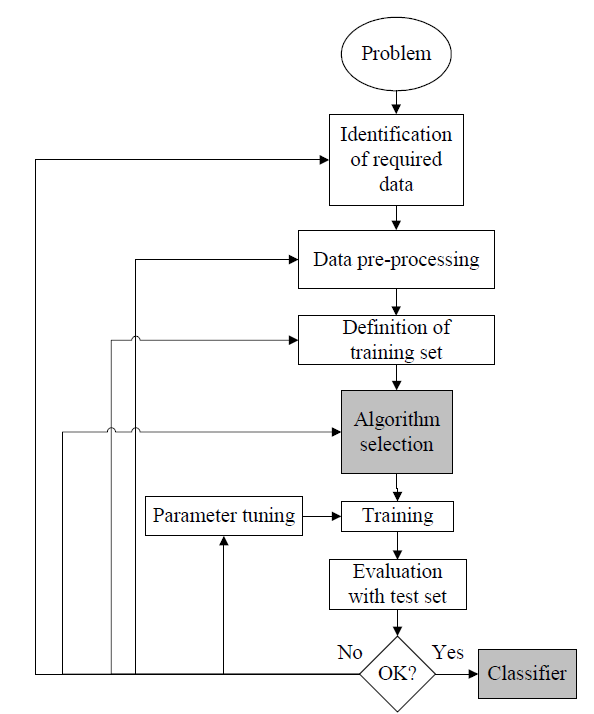 Problem
Identification
of required
data
Data pre-processing
Definition of
training set
Algorithm
selection
Parameter tuning
Training
Evaluation
with test set
No
Yes
OK?
Classifier